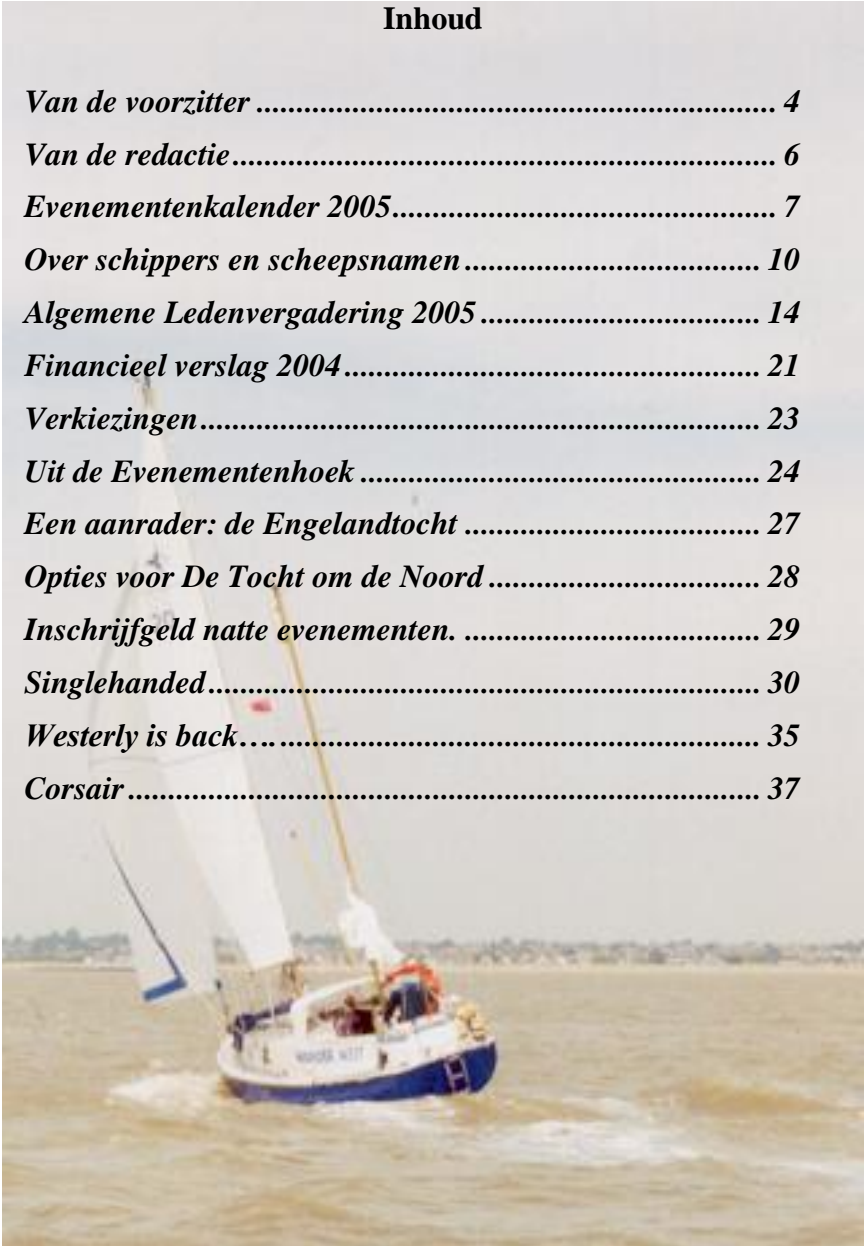 Inhoud
Van de voorzitter .................................................................. 4
Van de redactie..................................................................... 6
Evenementenkalender 2005................................................. 7
Over schippers en scheepsnamen ...................................... 10
Algemene Ledenvergadering 2005 .................................... 14
Financieel verslag 2004..................................................... 21
Verkiezingen....................................................................... 23
Uit de Evenementenhoek ................................................... 24
Een aanrader: de Engelandtocht ...................................... 27
Opties voor De Tocht om de Noord ................................... 28
Inschrijfgeld natte evenementen. ...................................... 29
Singlehanded...................................................................... 30
Westerly is back….............................................................. 35
Corsair ................................................................................ 37